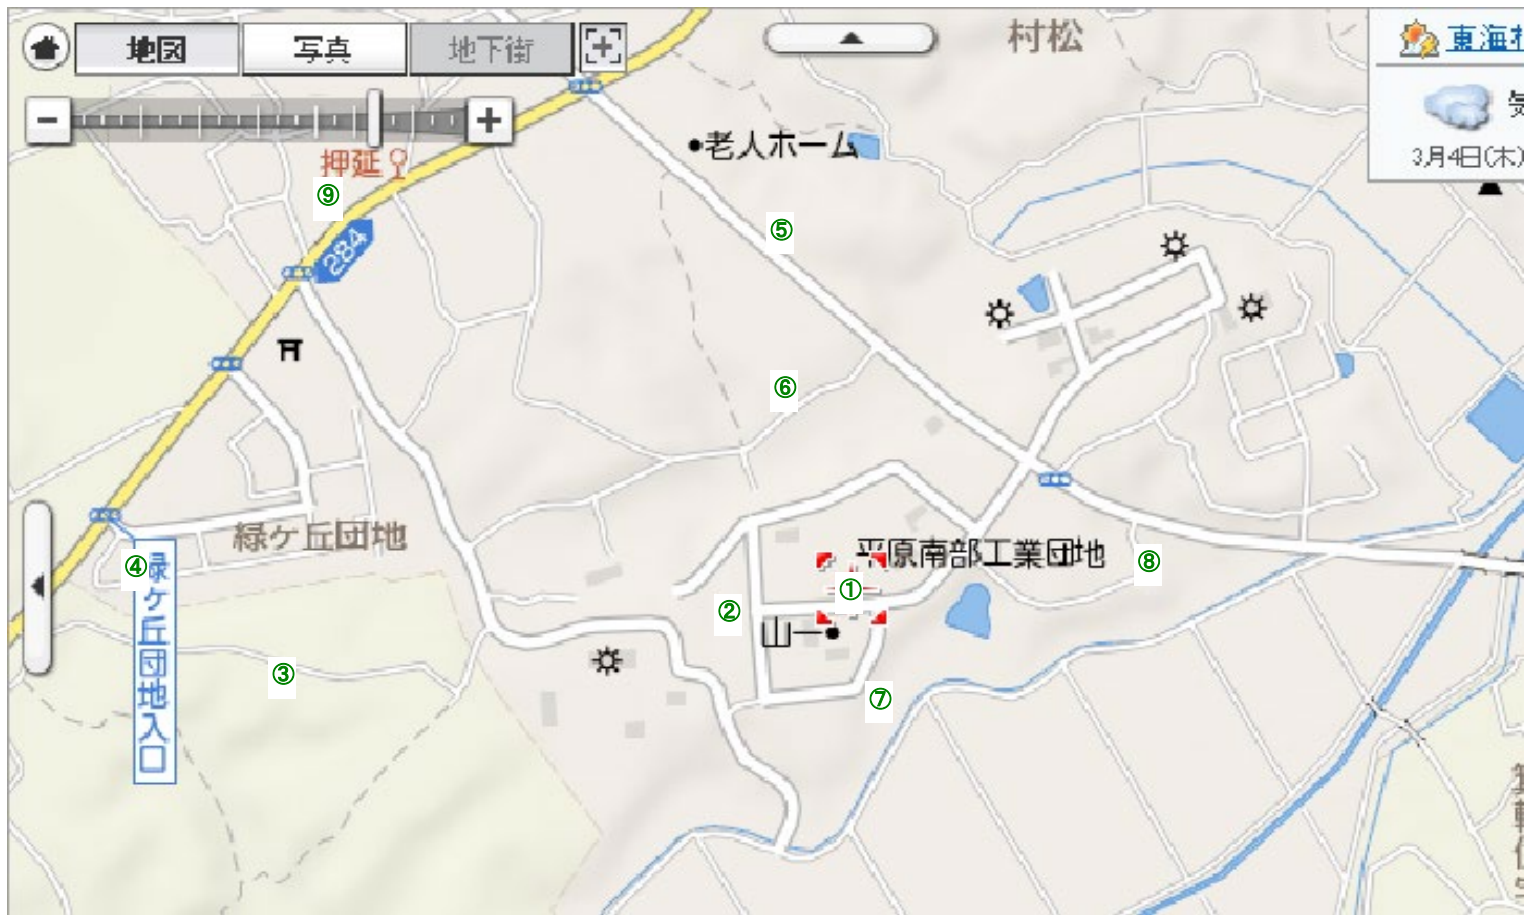 地図
写真
地下街
村松
東海
押延
老人ホーム
3月4日(木)
⑨
⑤
284
⑥
緑ケ丘団地
平原南部工業団地
④
緑ケ丘団地入口
①
⑧
②
山一
③
⑦